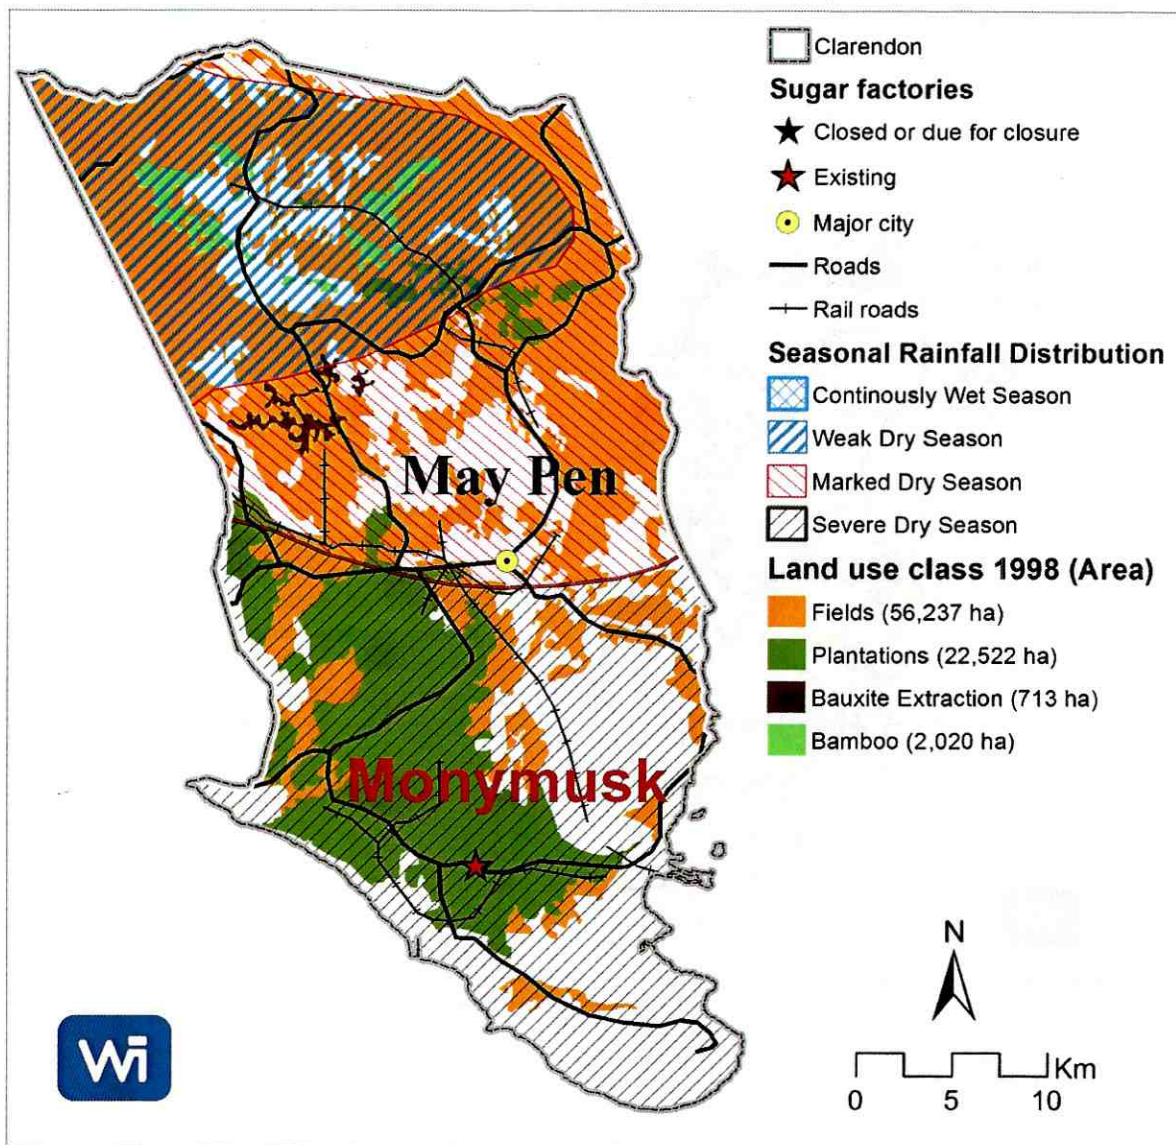 Clarendon
Sugar factories
Closed or due for closure
Existing
Major city
Roads
Rail roads
Seasonal Rainfall Distribution
Continously Wet Season
Weak Dry Season
Marked Dry Season
Severe Dry Season
Land use class 1998 (Area)
Fields (56,237 ha)
Plantations (22,522 ha)
Bauxite Extraction (713 ha)
Bamboo (2,020 ha)
May Pen
Monymusk
N
Km
0 5 10
Wi